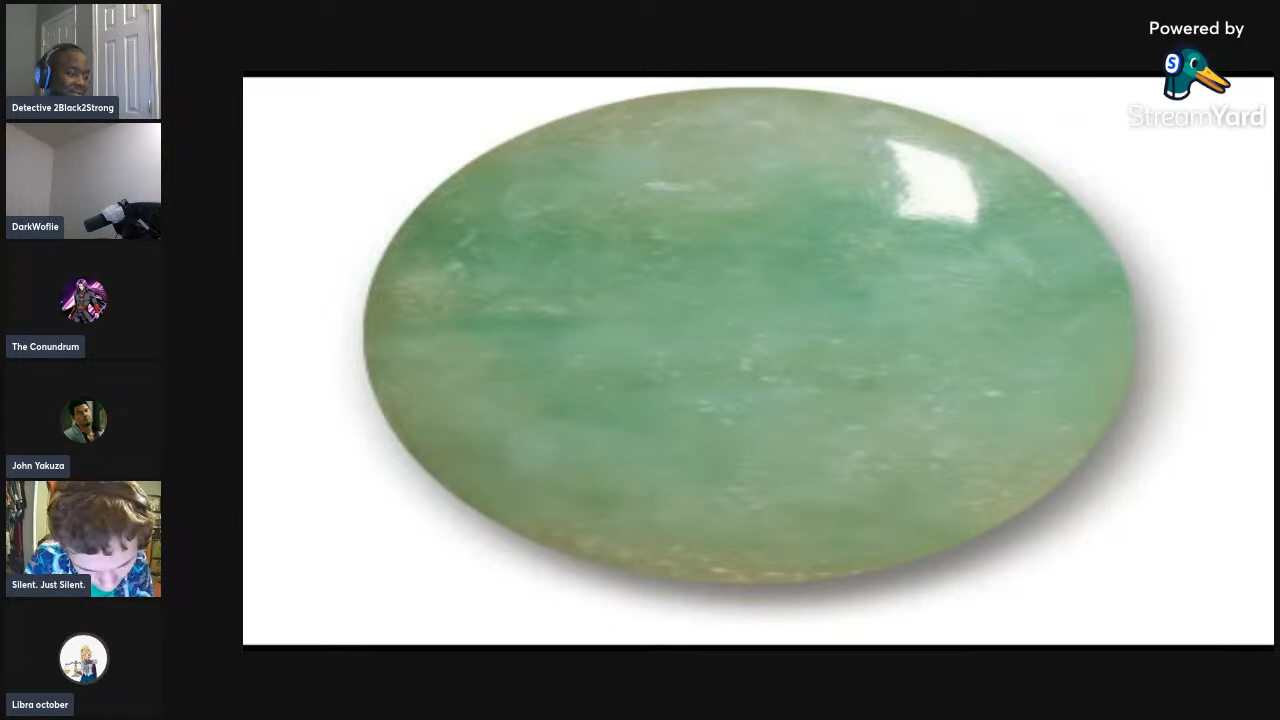 Powered by
StreamYard
Detective 2Black2Strong
DarkWoflie
The Conundrum
John Yakuza
Silent. Just Silent.
Libra october